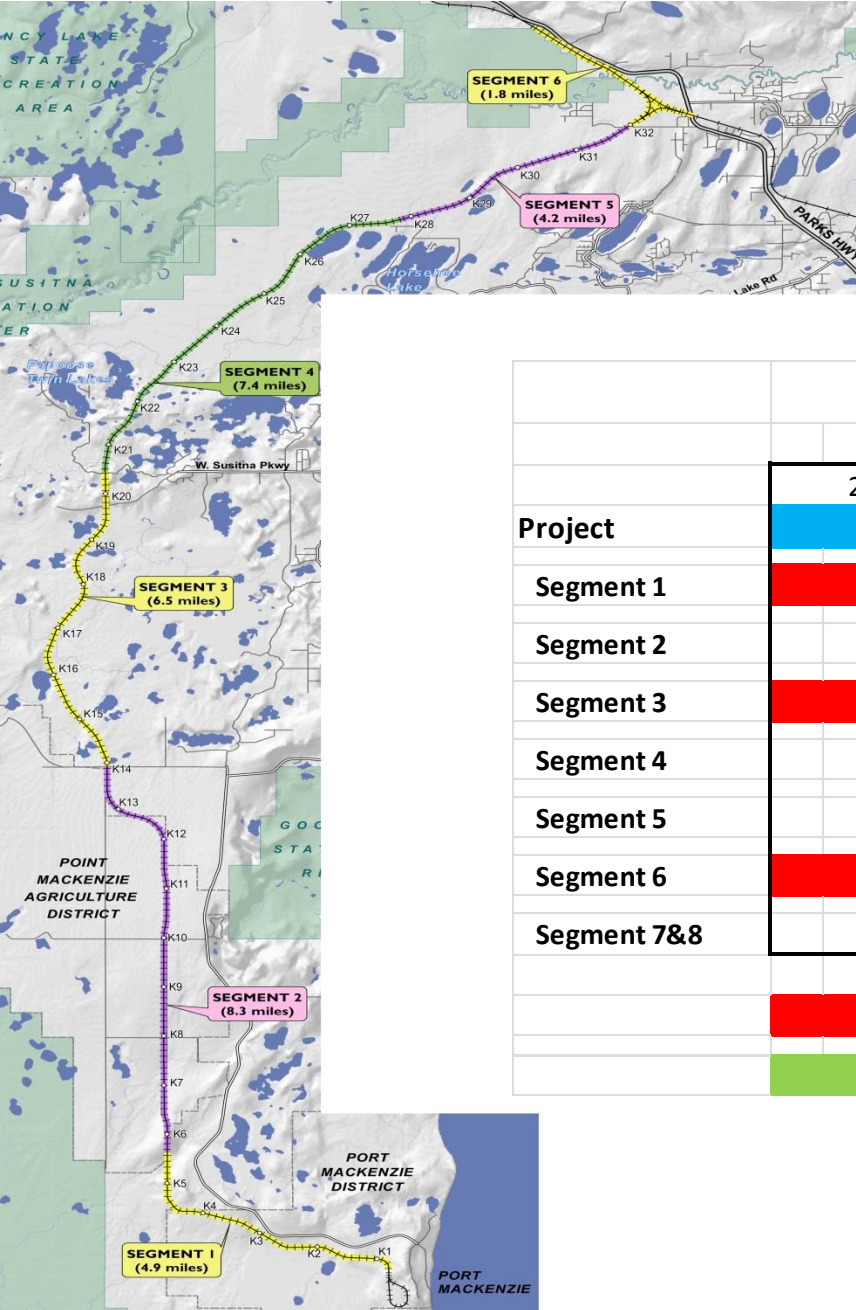 NCY LAKE
STATE
CREATION
AREA
SEGMENT 6
(1.8 miles)
K32
K31
K30
K29
SEGMENT 5
(4.2 miles)
K28
K27
K26
PARKS HWY
Horseshoe
Lake
Lake Rd
SUSITNA
ATION
ER
K25
K24
K23
Papoose
Twin Lakes
SEGMENT 4
(7.4 miles)
K22
K21
W. Susitna Pkwy
K20
K19
K18
SEGMENT 3
(6.5 miles)
K17
K16
K15
K14
K13
K12
GOO
STA
R
POINT
MACKENZIE
AGRICULTURE
DISTRICT
K11
K10
K9
SEGMENT 2
(8.3 miles)
K8
K7
K6
K5
PORT
MACKENZIE
DISTRICT
K4
K3
K2
K1
SEGMENT 1
(4.9 miles)
PORT
MACKENZIE
2
Project
Segment 1
Segment 2
Segment 3
Segment 4
Segment 5
Segment 6
Segment 7&8